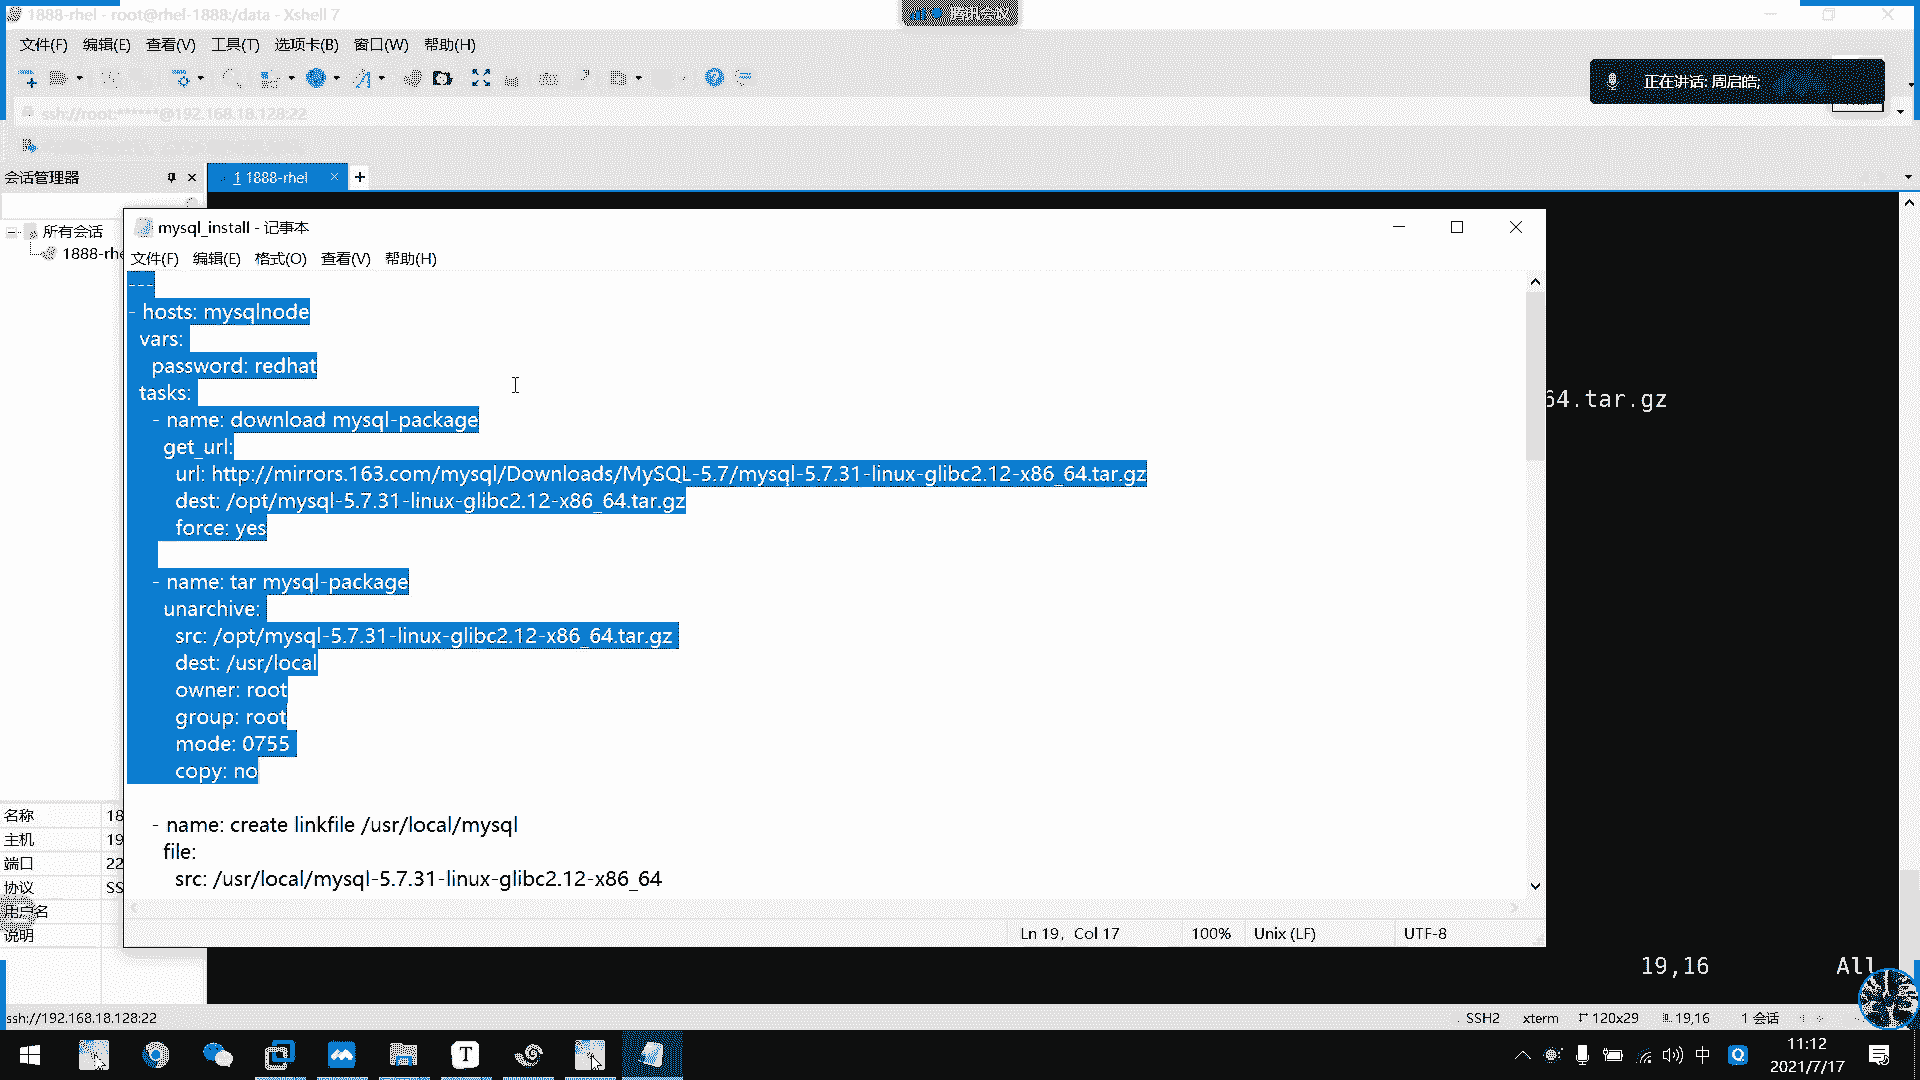 1888-rhel - root@rhel-1888:/data - Xshell 7
腾讯会议
文件(F) 编辑(E) 查看(V) 工具(T) 选项卡(B) 窗口(W) 帮助(H)
正在讲话: 周启皓;
ssh://root:******@192.168.18.128:22
会话管理器
1 1888-rhel
所有会话
1888-rhe
mysql_install - 记事本
文件(F) 编辑(E) 格式(O) 查看(V) 帮助(H)
---
- hosts: mysqlnode
vars:
password: redhat
tasks:
- name: download mysql-package
get_url:
url: http://mirrors.163.com/mysql/Downloads/MySQL-5.7/mysql-5.7.31-linux-glibc2.12-x86_64.tar.gz
dest: /opt/mysql-5.7.31-linux-glibc2.12-x86_64.tar.gz
force: yes
- name: tar mysql-package
unarchive:
src: /opt/mysql-5.7.31-linux-glibc2.12-x86_64.tar.gz
dest: /usr/local
owner: root
group: root
mode: 0755
copy: no
- name: create linkfile /usr/local/mysql
file:
src: /usr/local/mysql-5.7.31-linux-glibc2.12-x86_64
Ln 19, Col 17 100% Unix (LF) UTF-8
64.tar.gz
19,16 All
名称 18
主机 19
端口 22
协议 SS
用户名
说明
ssh://192.168.18.128:22
SSH2 xterm 120x29 19,16 1 会话
中
11:12
2021/7/17